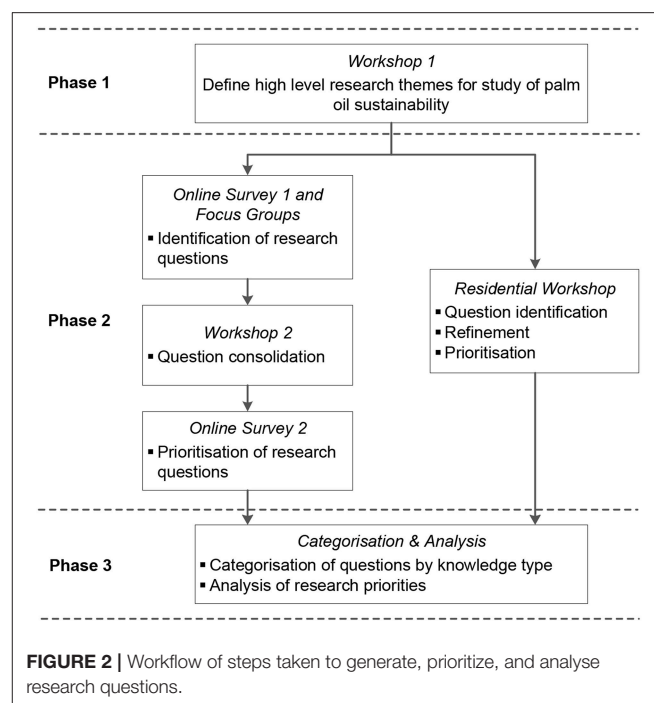 Phase 1
Workshop 1
Define high level research themes for study of palm
oil sustainability
Phase 2
Online Survey 1 and
Focus Groups
▪ Identification of research
questions
Workshop 2
▪ Question consolidation
Online Survey 2
▪ Prioritisation of research
questions
Residential Workshop
▪ Question identification
▪ Refinement
▪ Prioritisation
Phase 3
Categorisation & Analysis
▪ Categorisation of questions by knowledge type
▪ Analysis of research priorities
FIGURE 2 | Workflow of steps taken to generate, prioritize, and analyse
research questions.